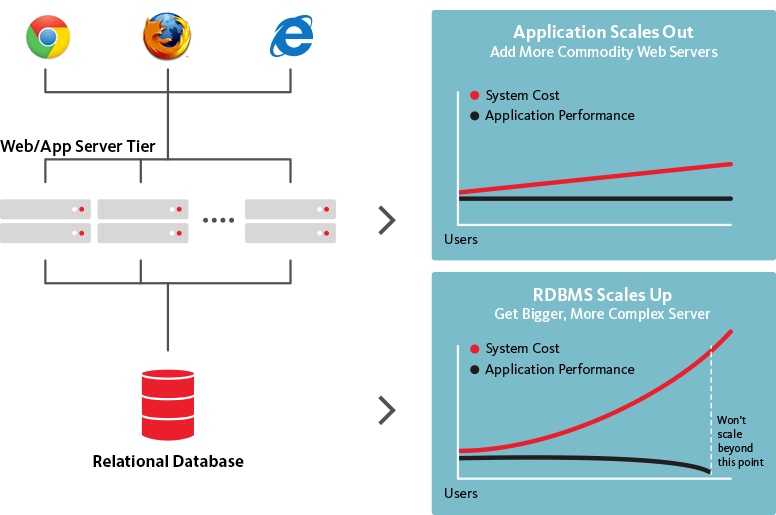 Web/App Server Tier
Relational Database
Application Scales Out
Add More Commodity Web Servers
System Cost
Application Performance
Users
RDBMS Scales Up
Get Bigger, More Complex Server
System Cost
Application Performance
Won't
scale
beyond
this point
Users